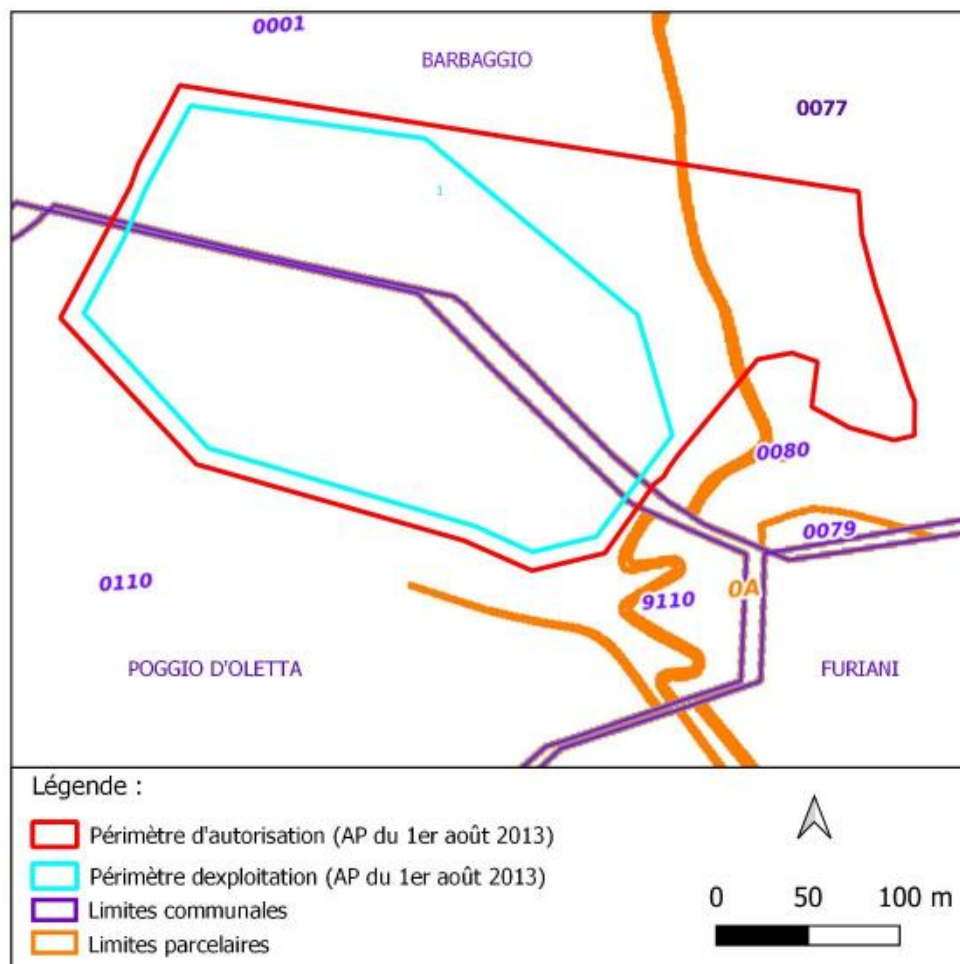 0001
BARBAGGIO
0077
1
0080
0079
0110
9110
0A
POGGIO D'OLETTA
FURIANI
Légende :
Périmètre d'autorisation (AP du 1er août 2013)
Périmètre dexploitation (AP du 1er août 2013)
Limites communales
Limites parcelaires
0 50 100 m